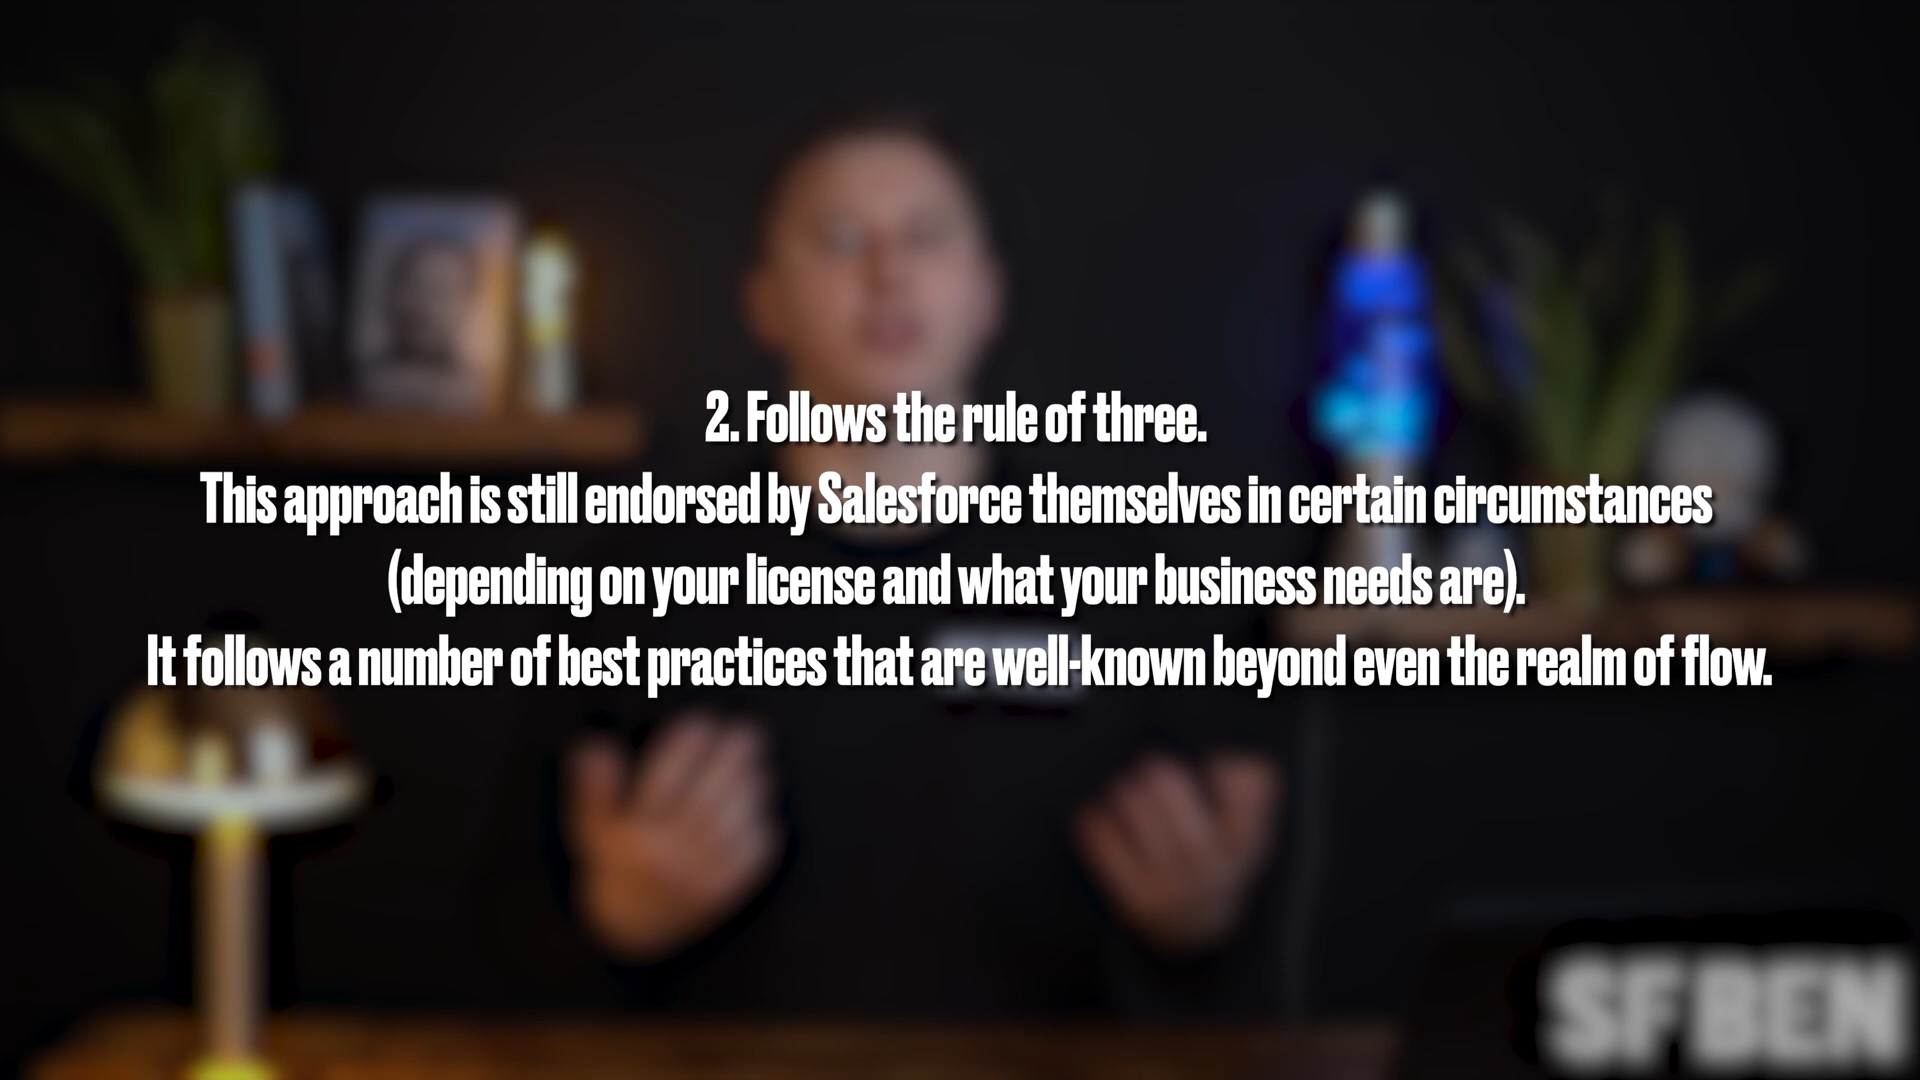 2. Follows the rule of three.
This approach is still endorsed by Salesforce themselves in certain circumstances
(depending on your license and what your business needs are).
It follows a number of best practices that are well-known beyond even the realm of flow.
SFBEN